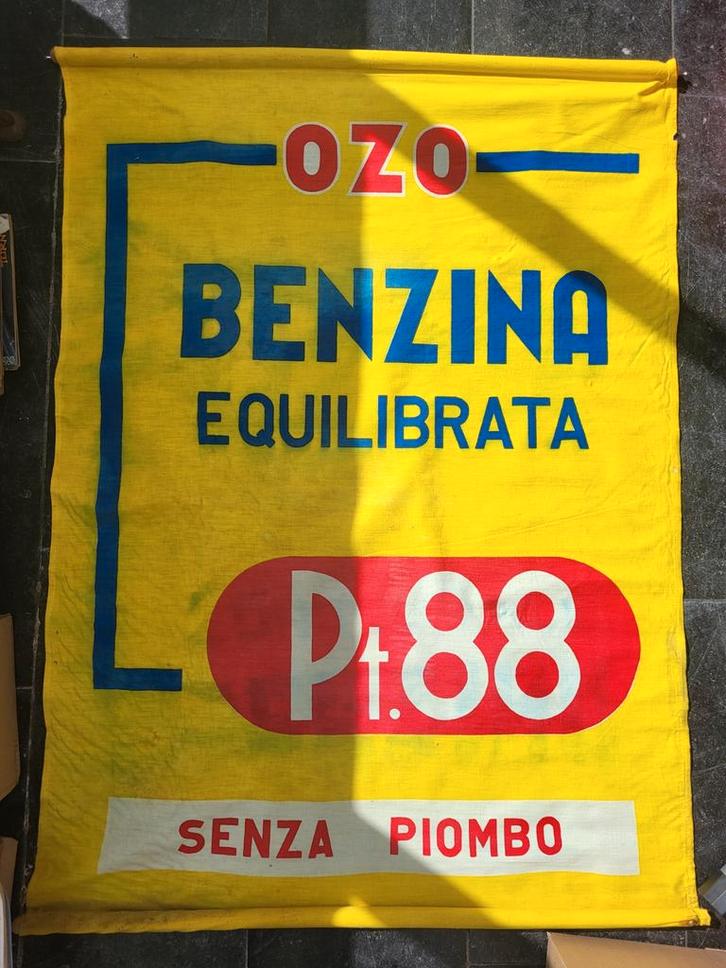 OZO
BENZINA
EQUILIBRATA
Pt.88
SENZA PIOMBO